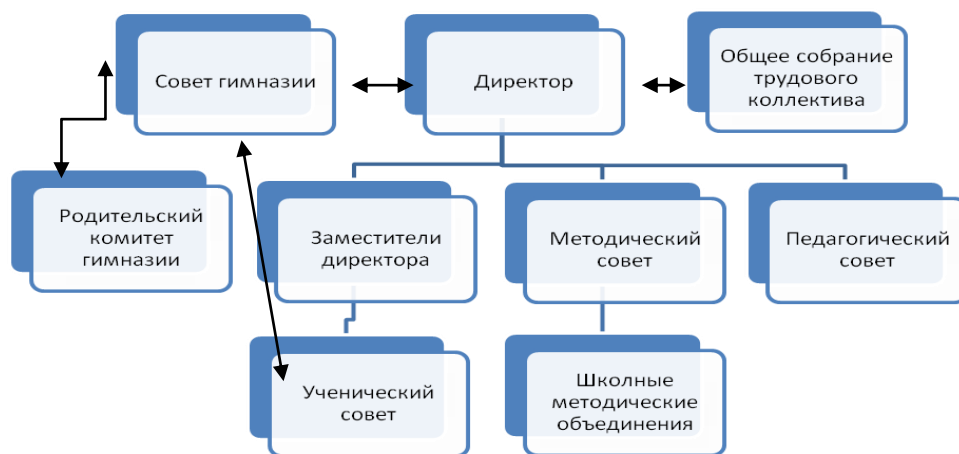 Совет гимназии
Директор
Общее собрание
трудового
коллектива
Родительский
комитет
гимназии
Заместители
директора
Методический
совет
Педагогический
совет
Ученический
совет
Школные
методические
объединения